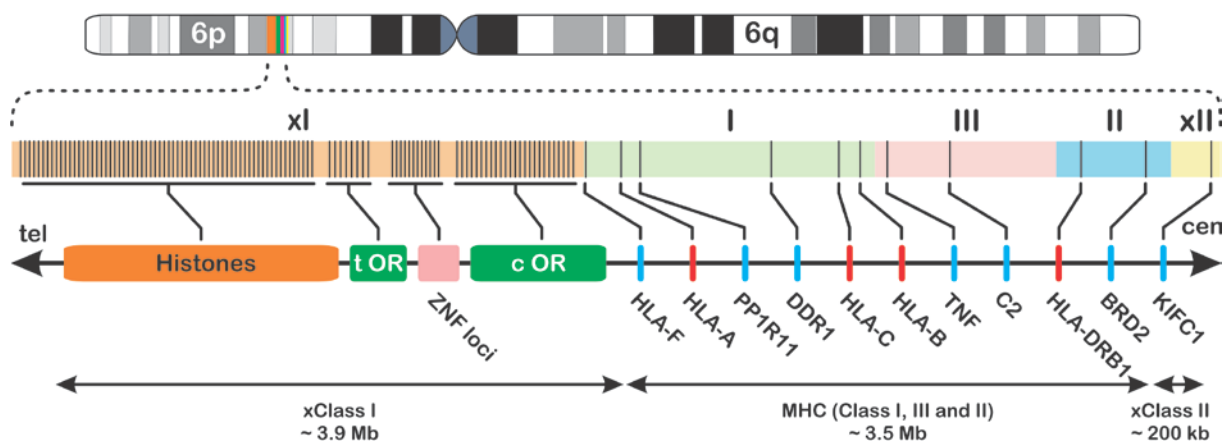 6p
6q
xI
I
III
II
xII
tel
cen
Histones
t OR
c OR
ZNF loci
HLA-F
HLA-A
PP1R11
DDR1
HLA-C
HLA-B
TNF
C2
HLA-DRB1
BRD2
KIFC1
xClass I
~ 3.9 Mb
MHC (Class I, III and II)
~ 3.5 Mb
xClass II
~ 200 kb